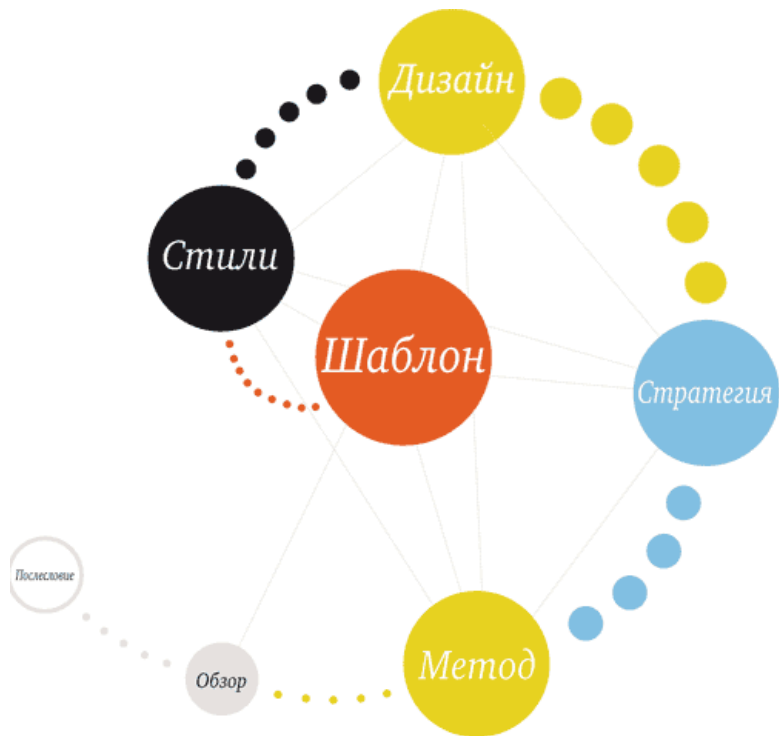 Дизайн
Стили
Шаблон
Стратегия
Послесловие
Метод
Обзор